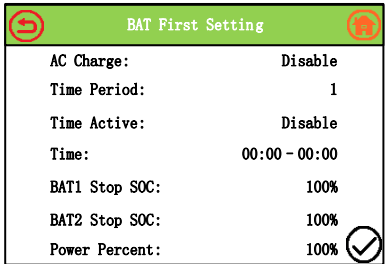 BAT First Setting
AC Charge: Disable
Time Period: 1
Time Active: Disable
Time: 00:00-00:00
BAT1 Stop SOC: 100%
BAT2 Stop SOC: 100%
Power Percent: 100%